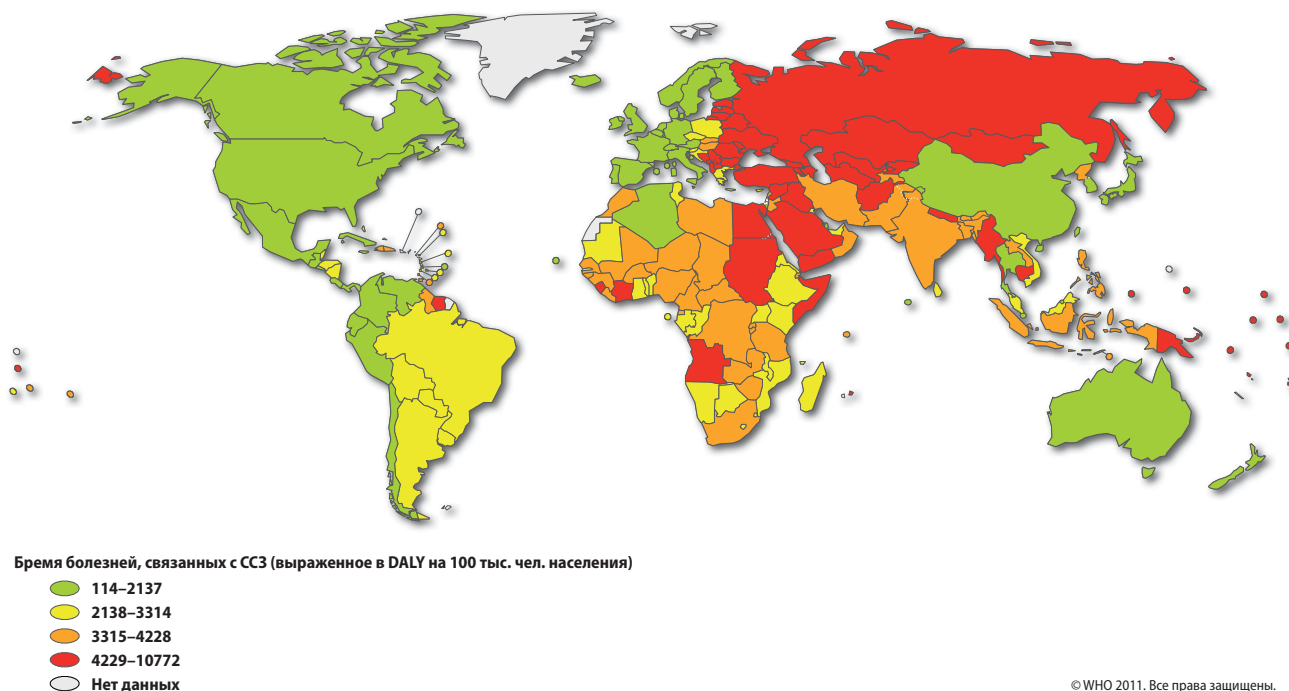 Бремя болезней, связанных с ССЗ (выраженное в DALY на 100 тыс. чел. населения)
114–2137
2138–3314
3315–4228
4229–10772
Нет данных
© WHO 2011. Все права защищены.